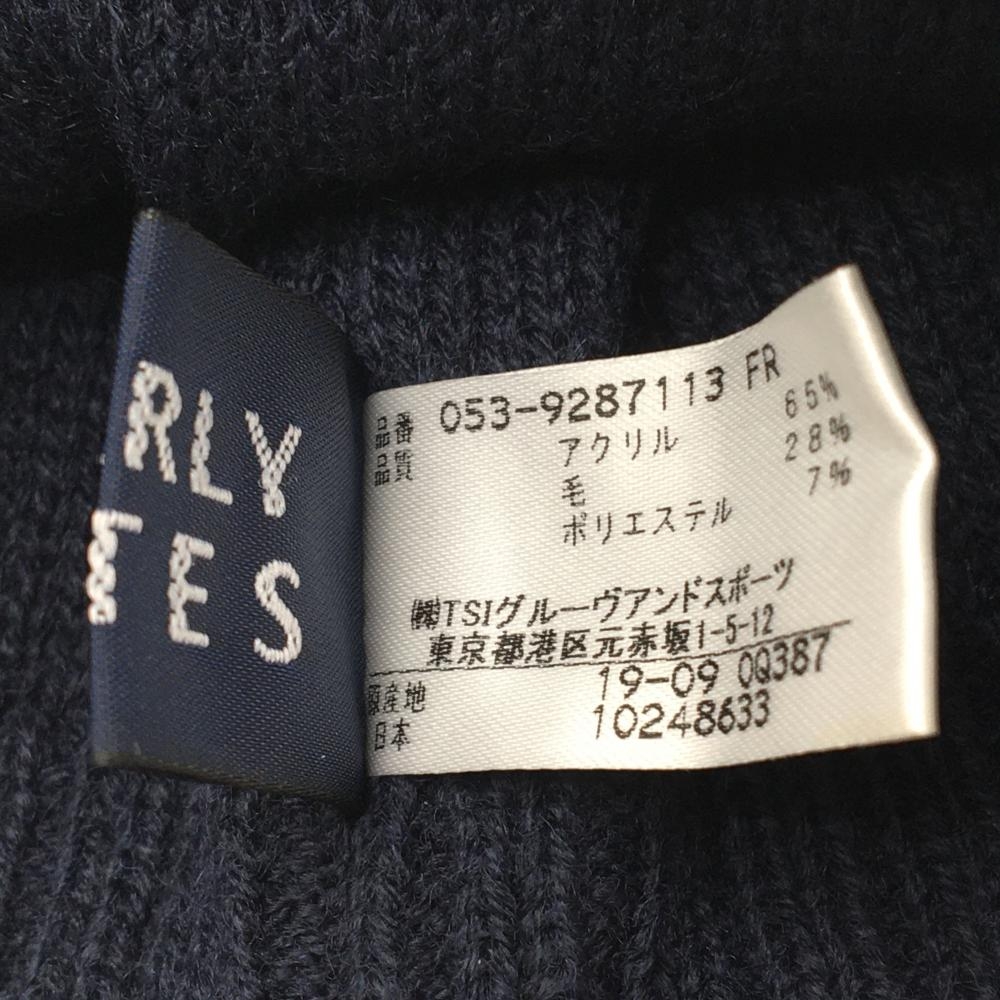 RLY
TES
品番 053-9287113 FR
品質 アクリル 65%
毛 28%
ポリエステル 7%
㈱TSIグルーヴアンドスポーツ
東京都港区元赤坂1-5-12
原産地 19-09 0Q387
日本 10248633